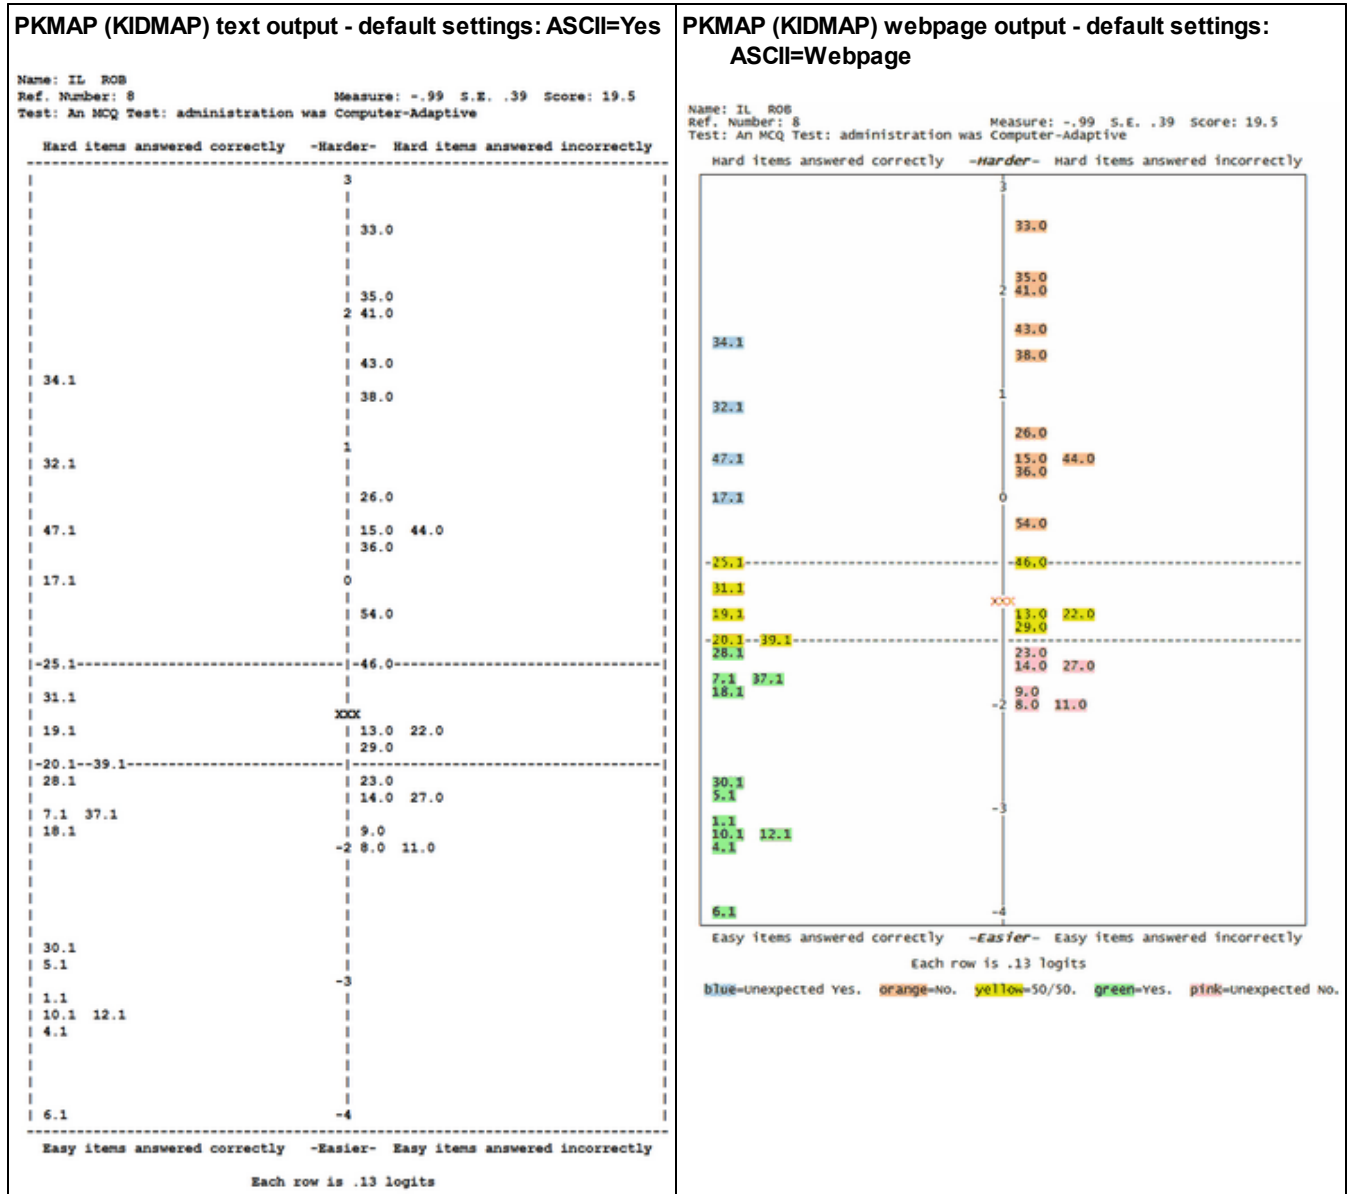 PKMAP (KIDMAP) text output - default settings: ASCII=Yes
Name: IL ROB
Ref. Number: 8 Measure: -.99 S.E. .39 Score: 19.5
Test: An MCQ Test: administration was Computer-Adaptive
Hard items answered correctly -Harder- Hard items answered incorrectly
3
33.0
35.0
2 41.0
43.0
34.1
38.0
1
32.1
26.0
47.1 15.0 44.0
36.0
17.1 0
54.0
-25.1- -46.0-
31.1
XXX
19.1 13.0 22.0
29.0
-20.1--39.1-
28.1 23.0
14.0 27.0
7.1 37.1
18.1 9.0
-2 8.0 11.0
30.1
5.1
-3
1.1
10.1 12.1
4.1
6.1 -4
Easy items answered correctly -Easier- Easy items answered incorrectly
Each row is .13 logits
PKMAP (KIDMAP) webpage output - default settings:
ASCII=Webpage
Name: IL ROB
Ref. Number: 8 Measure: -.99 S.E. .39 Score: 19.5
Test: An MCQ Test: administration was Computer-Adaptive
Hard items answered correctly -Harder- Hard items answered incorrectly
3
33.0
35.0
2 41.0
43.0
34.1
38.0
1
32.1
26.0
47.1 15.0 44.0
36.0
17.1 0
54.0
-25.1- -46.0-
31.1
XXX
19.1 13.0 22.0
29.0
-20.1--39.1-
28.1 23.0
14.0 27.0
7.1 37.1
18.1 9.0
-2 8.0 11.0
30.1
5.1
-3
1.1
10.1 12.1
4.1
6.1 -4
Easy items answered correctly -Easier- Easy items answered incorrectly
Each row is .13 logits
blue=Unexpected Yes. orange=No. yellow=50/50. green=Yes. pink=Unexpected No.